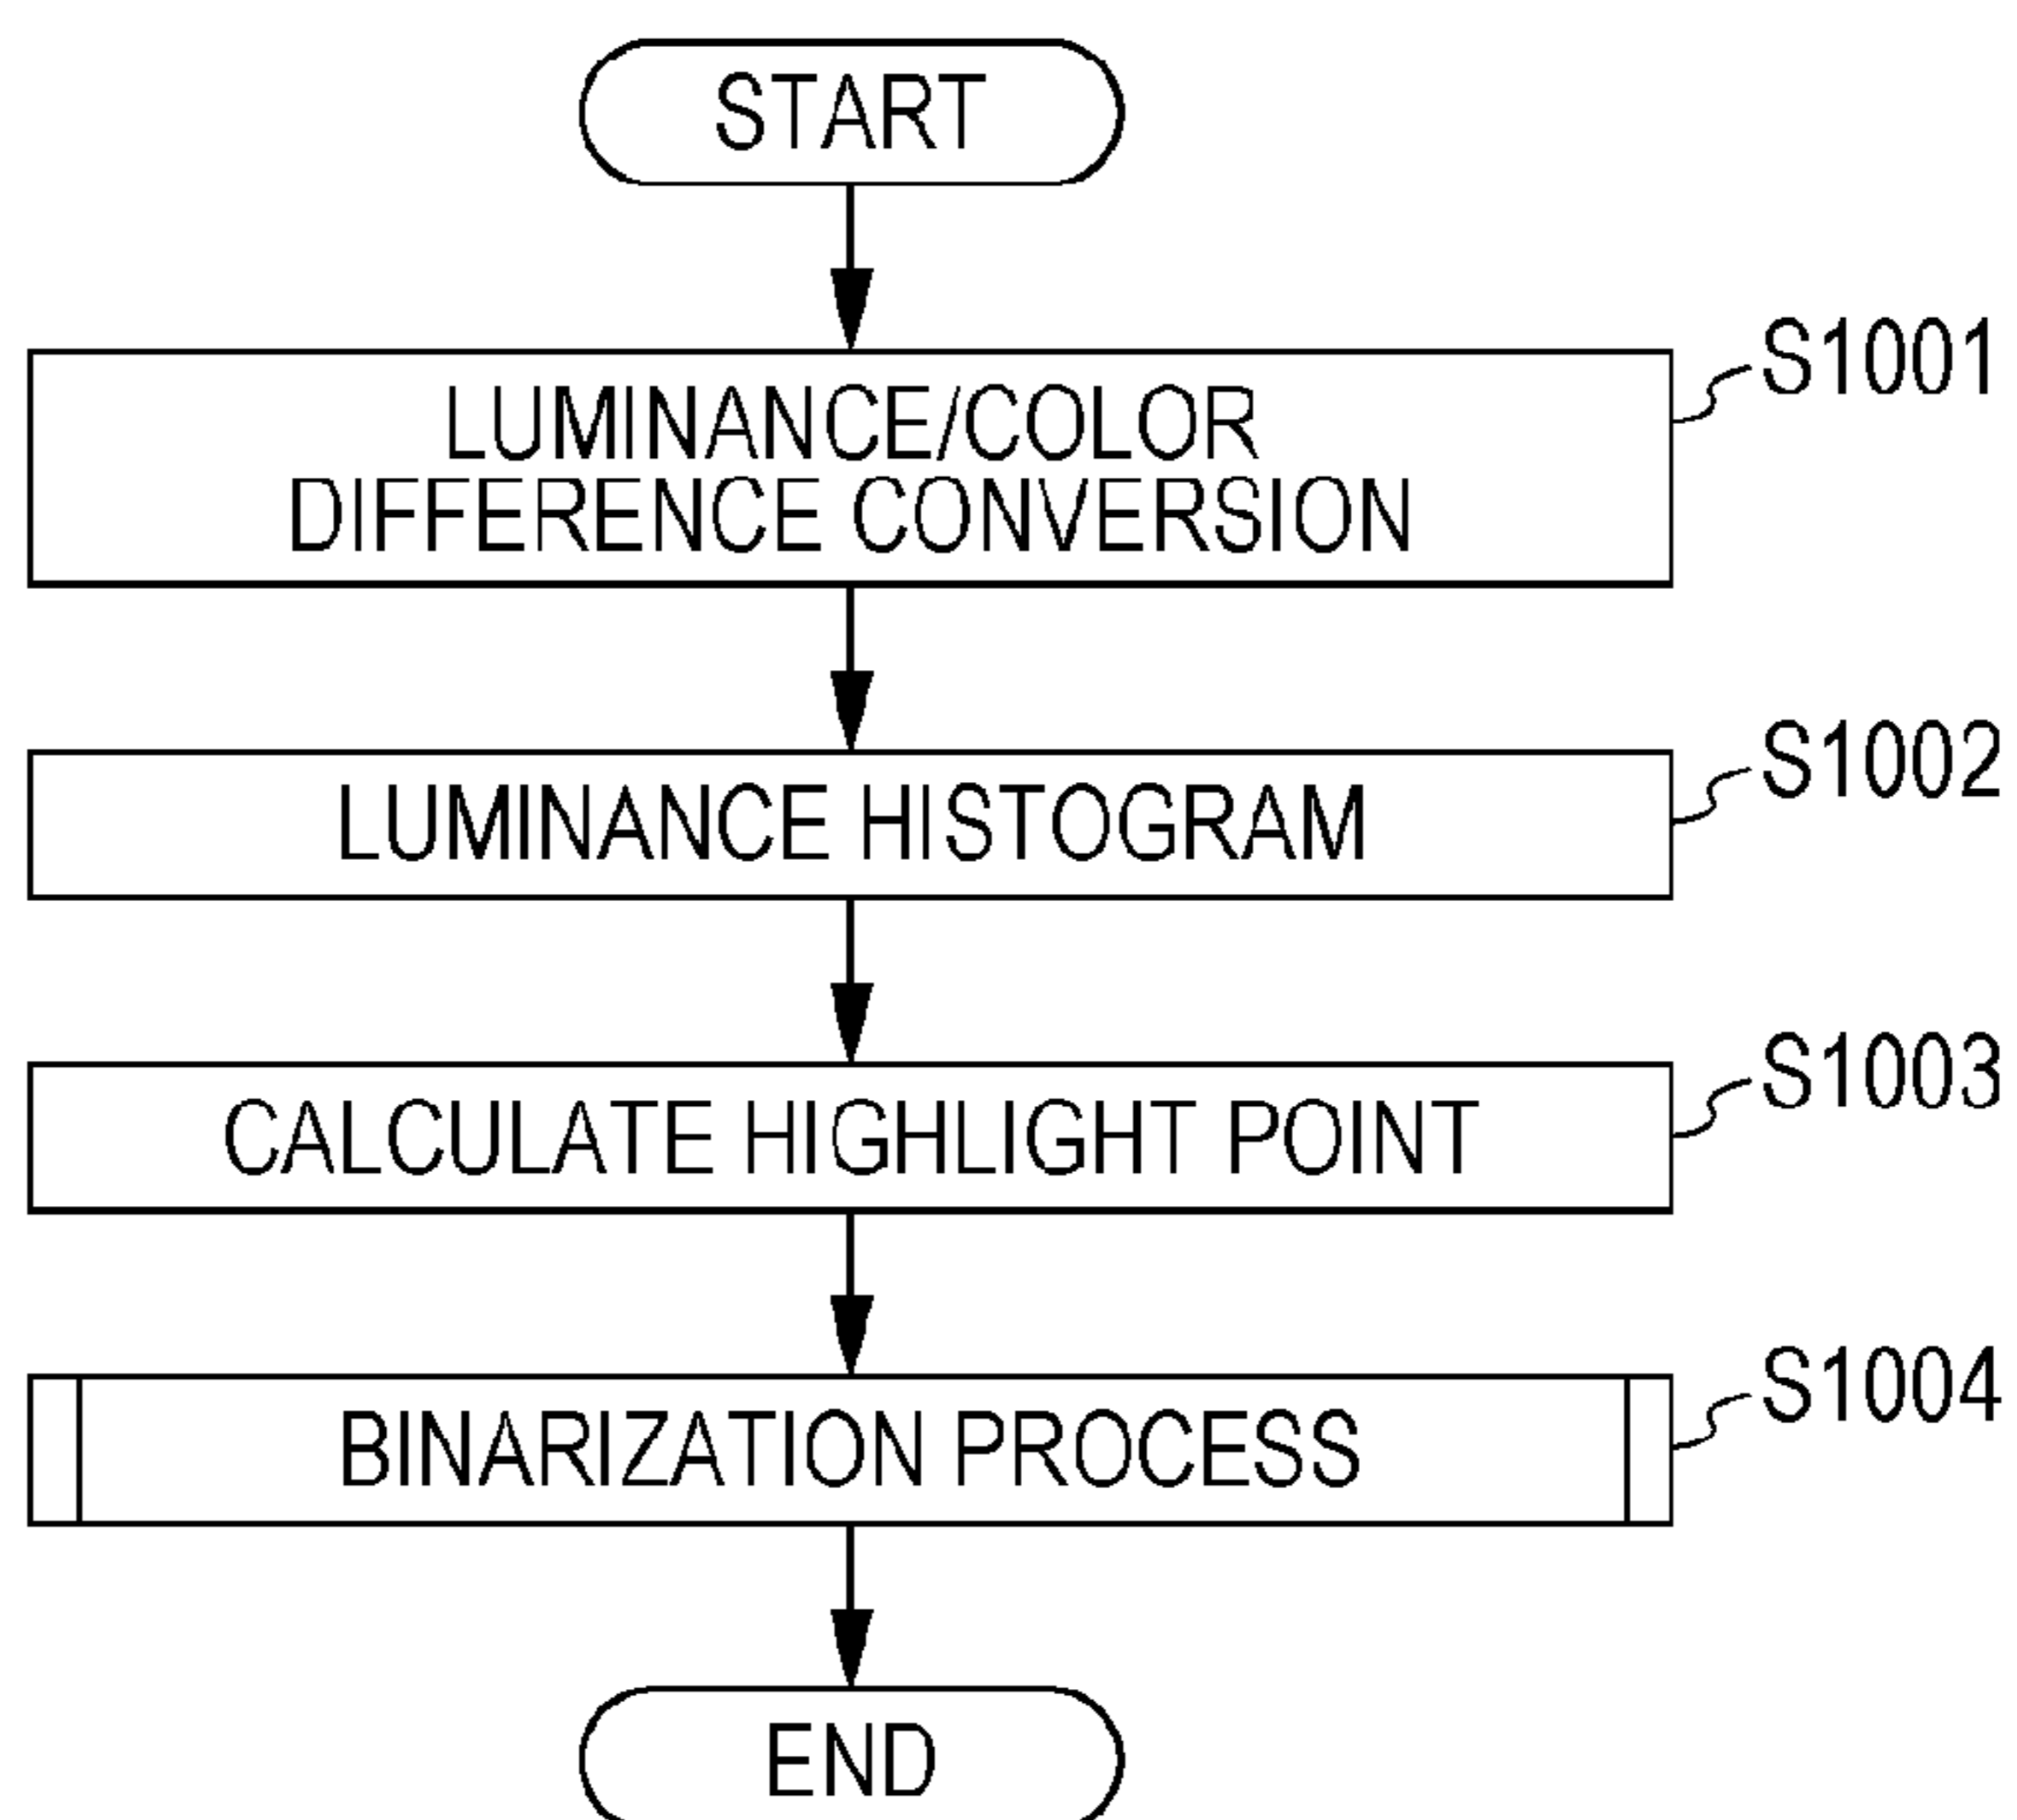 START
LUMINANCE/COLOR
DIFFERENCE CONVERSION
S1001
LUMINANCE HISTOGRAM
S1002
CALCULATE HIGHLIGHT POINT
S1003
BINARIZATION PROCESS
S1004
END